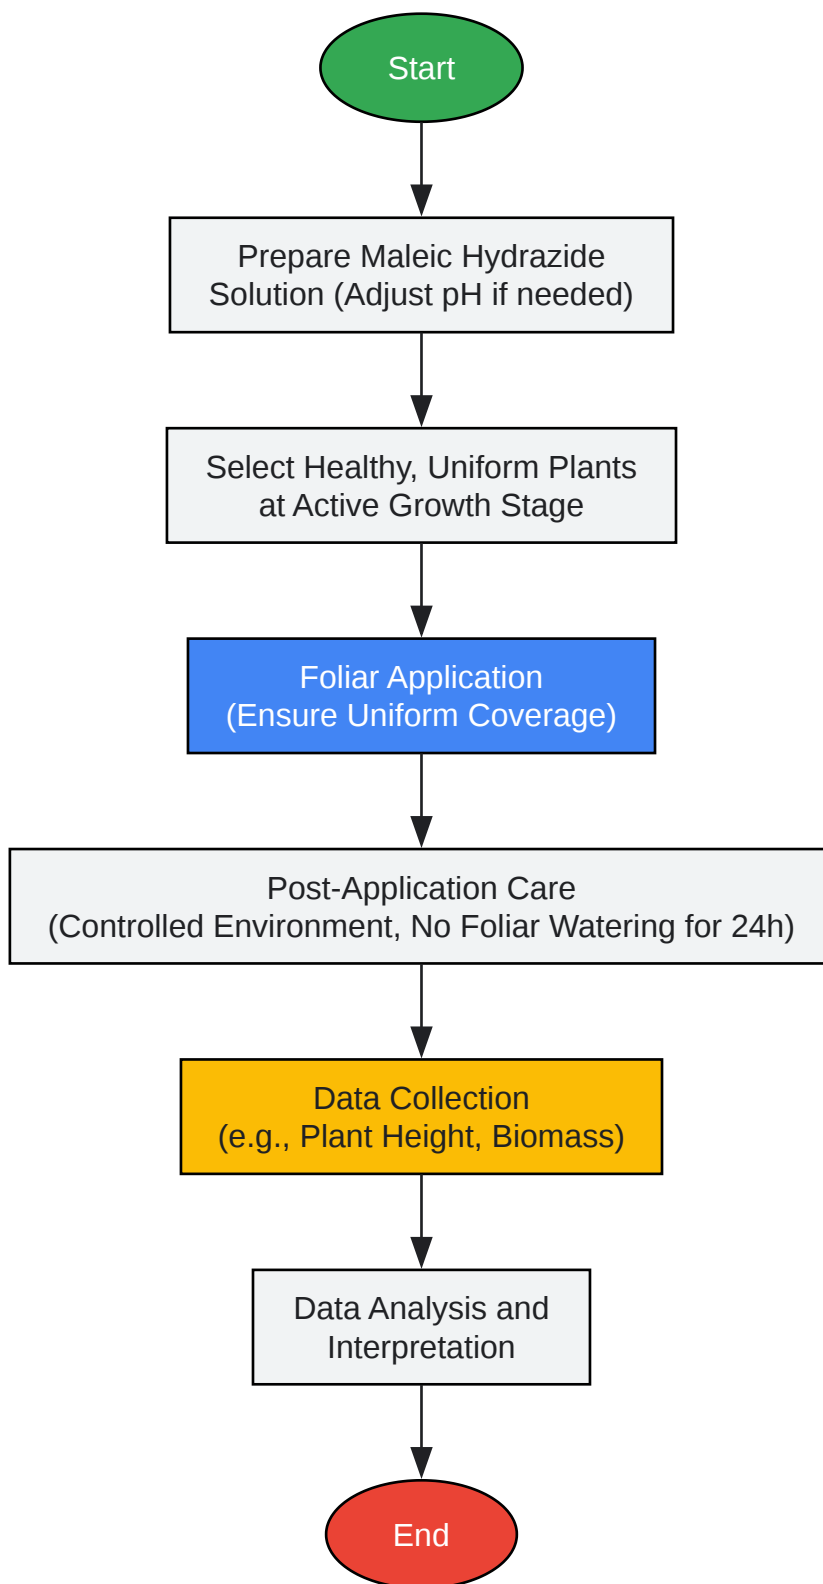 Start
Prepare Maleic Hydrazide
Solution (Adjust pH if needed)
Select Healthy, Uniform Plants
at Active Growth Stage
Foliar Application
(Ensure Uniform Coverage)
Post-Application Care
(Controlled Environment, No Foliar Watering for 24h)
Data Collection
(e.g., Plant Height, Biomass)
Data Analysis and
Interpretation
End